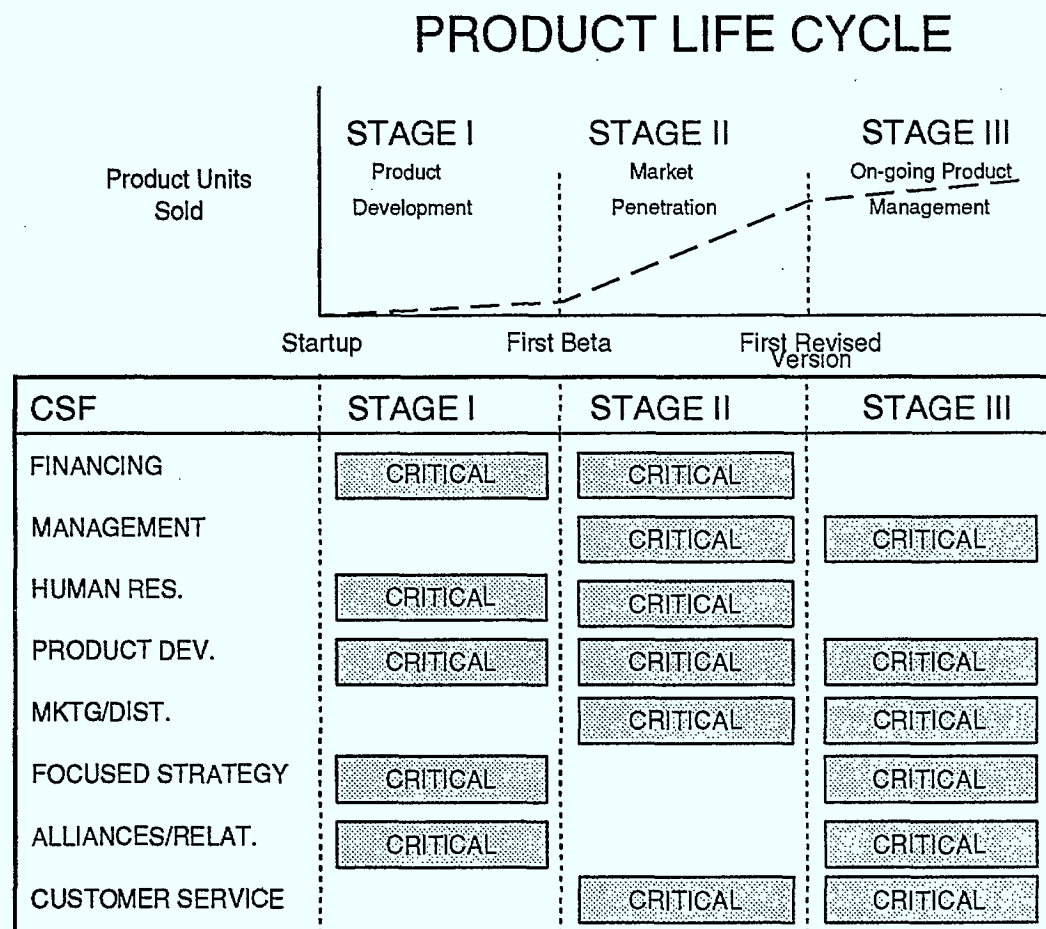 PRODUCT LIFE CYCLE
STAGE I STAGE II STAGE III
Product Units Product Market On-going Product
Sold Development Penetration Management
Startup First Beta First Revised
Version
CSF STAGE I STAGE II STAGE III
FINANCING CRITICAL CRITICAL
MANAGEMENT CRITICAL CRITICAL
HUMAN RES. CRITICAL CRITICAL
PRODUCT DEV. CRITICAL CRITICAL CRITICAL
MKTG/DIST. CRITICAL CRITICAL
FOCUSED STRATEGY CRITICAL CRITICAL
ALLIANCES/RELAT. CRITICAL CRITICAL
CUSTOMER SERVICE CRITICAL CRITICAL